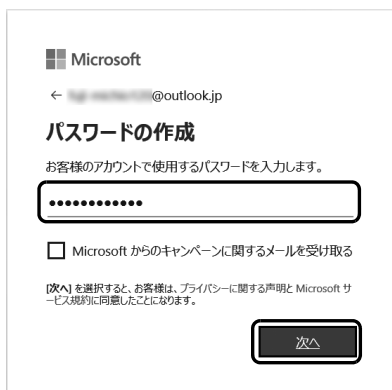 Microsoft
← @outlook.jp
パスワードの作成
お客様のアカウントで使用するパスワードを入力します。
●●●●●●●●●●●●
Microsoft からのキャンペーンに関するメールを受け取る
[次へ] を選択すると、お客様は、プライバシーに関する声明と Microsoft サ
ービス規約に同意したことになります。
次へ